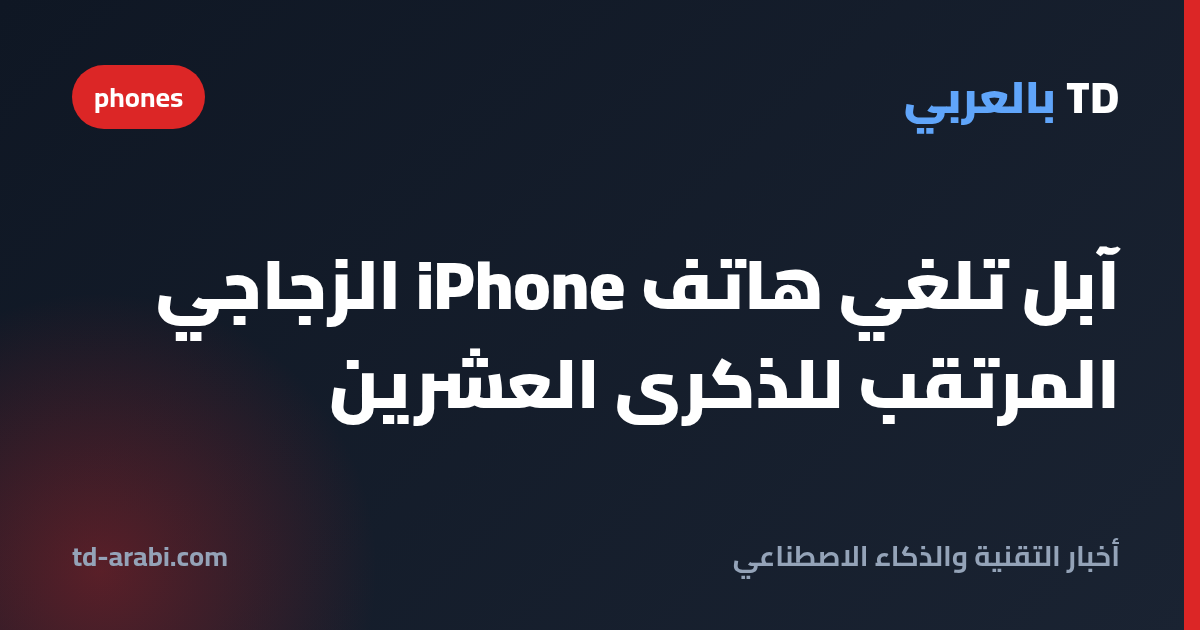 TD بالعربي
phones
آبل تلغي هاتف iPhone الزجاجي
المرتقب للذكرى العشرين
أخبار التقنية والذكاء الاصطناعي
td-arabi.com